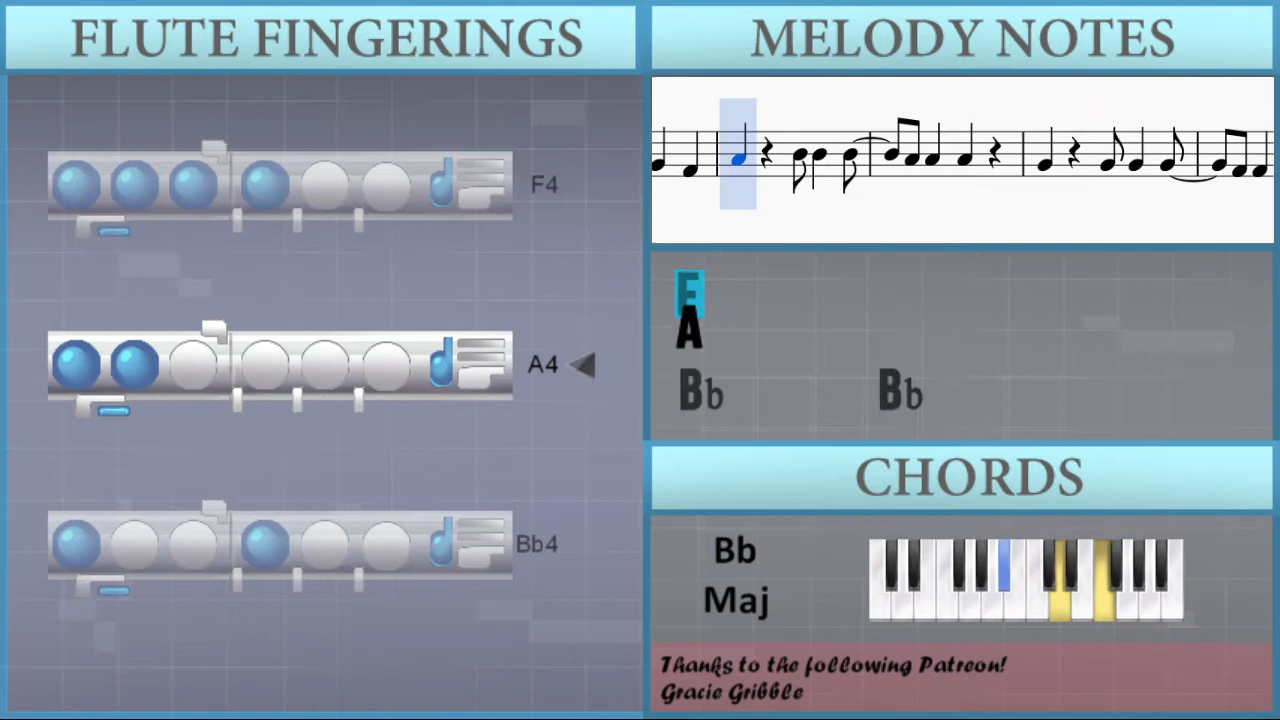 FLUTE FINGERINGS
F4
A4
Bb4
MELODY NOTES
A
Bb Bb
CHORDS
Bb
Maj
Thanks to the following Patreon!
Gracie Gribble